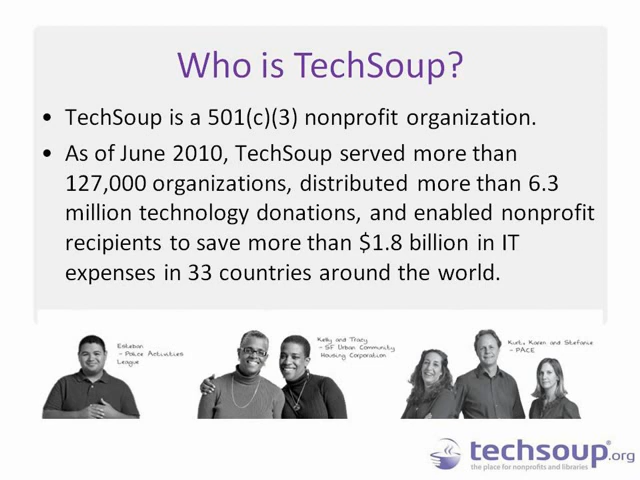 Who is TechSoup?
• TechSoup is a 501(c)(3) nonprofit organization.
• As of June 2010, TechSoup served more than
127,000 organizations, distributed more than 6.3
million technology donations, and enabled nonprofit
recipients to save more than $1.8 billion in IT
expenses in 33 countries around the world.
Esteban
- Police Activities
League
Kelly and Tracy
- SF Urban Community
Housing Corporation
Kurt, Karen and Stefanie
- PACE
techsoup®.org
the place for nonprofits and libraries